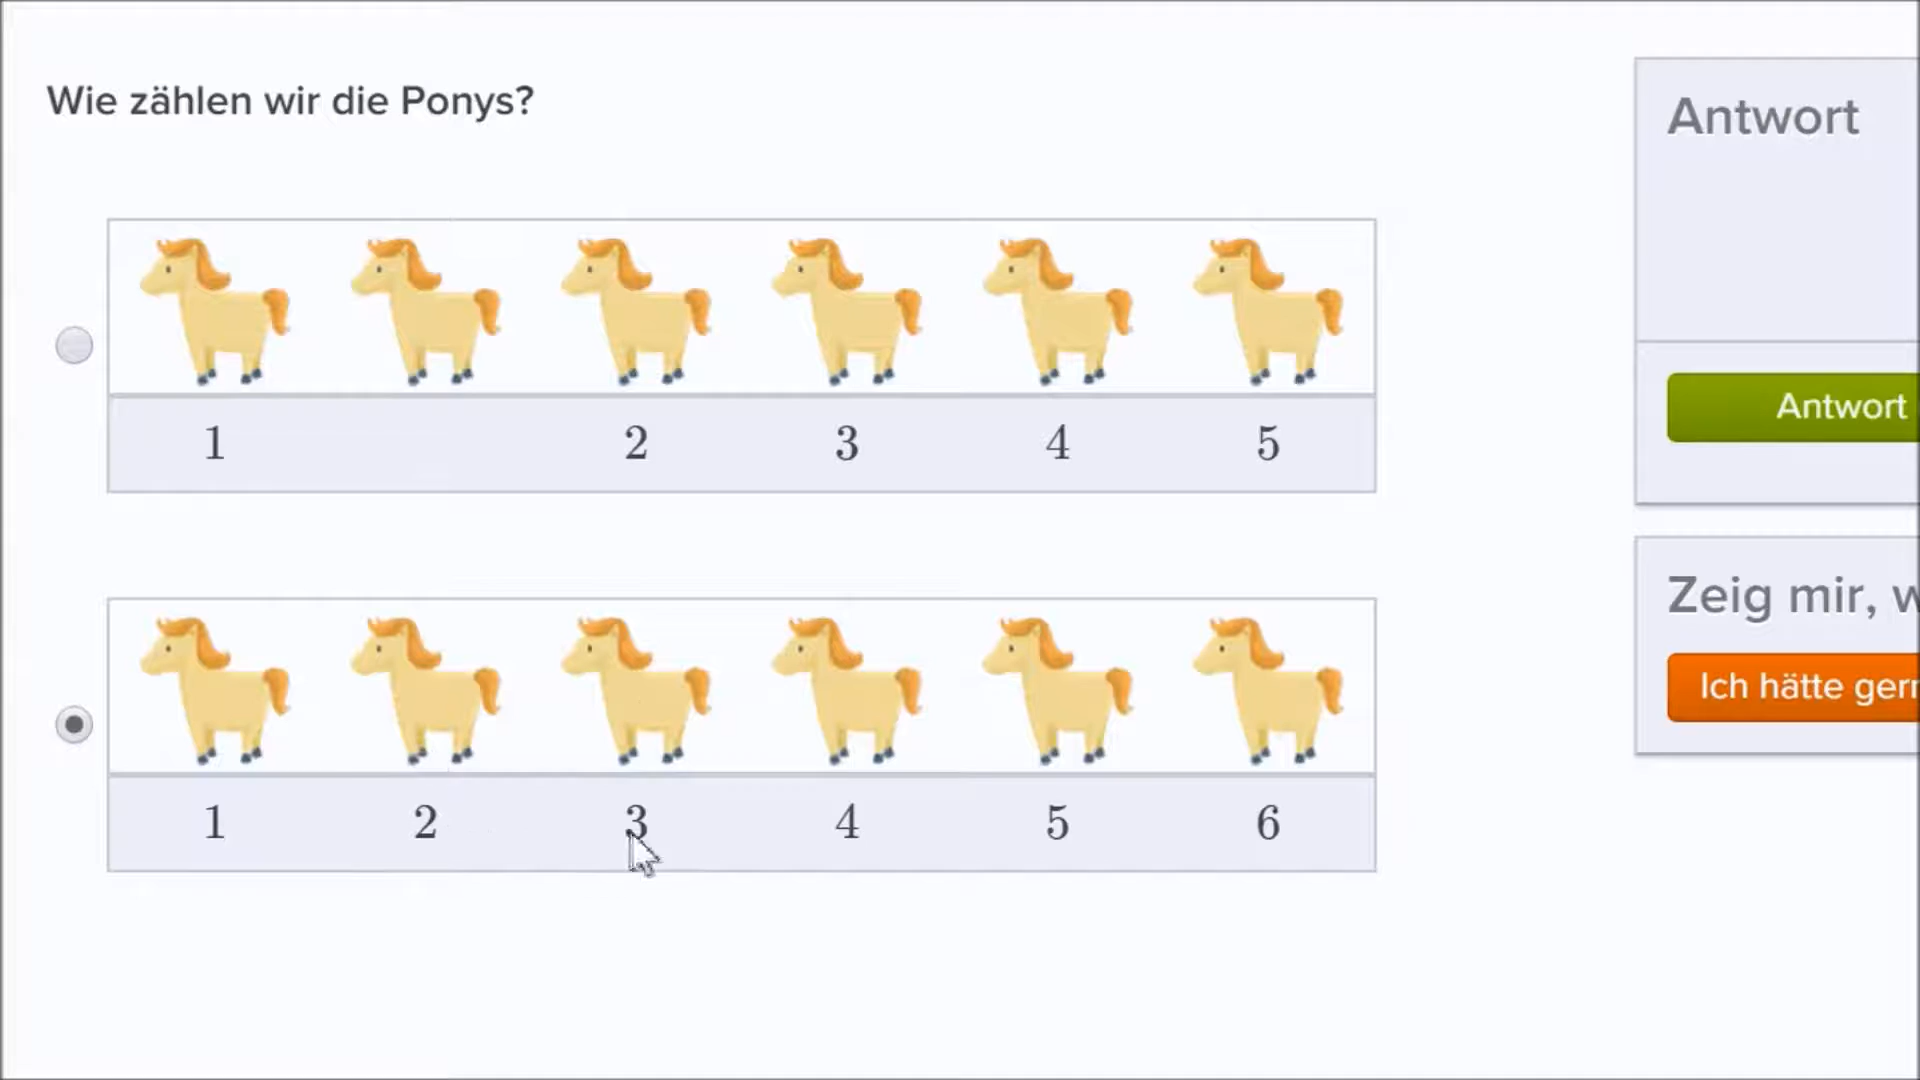 Wie zählen wir die Ponys?
1 2 3 4 5
1 2 3 4 5 6
Antwort
Antwort
Zeig mir, w
Ich hätte gern